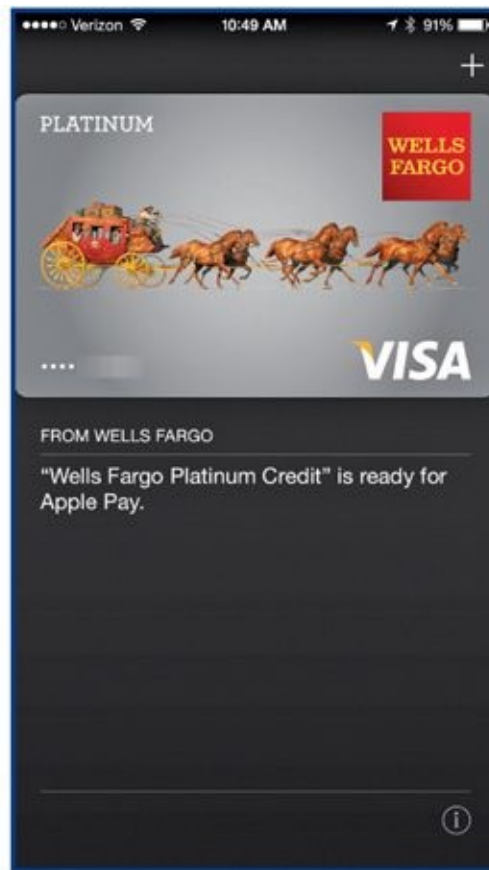 Verizon 10:49 AM 91%
+
PLATINUM
WELLS
FARGO
•••• 
VISA
FROM WELLS FARGO
“Wells Fargo Platinum Credit” is ready for
Apple Pay.
i